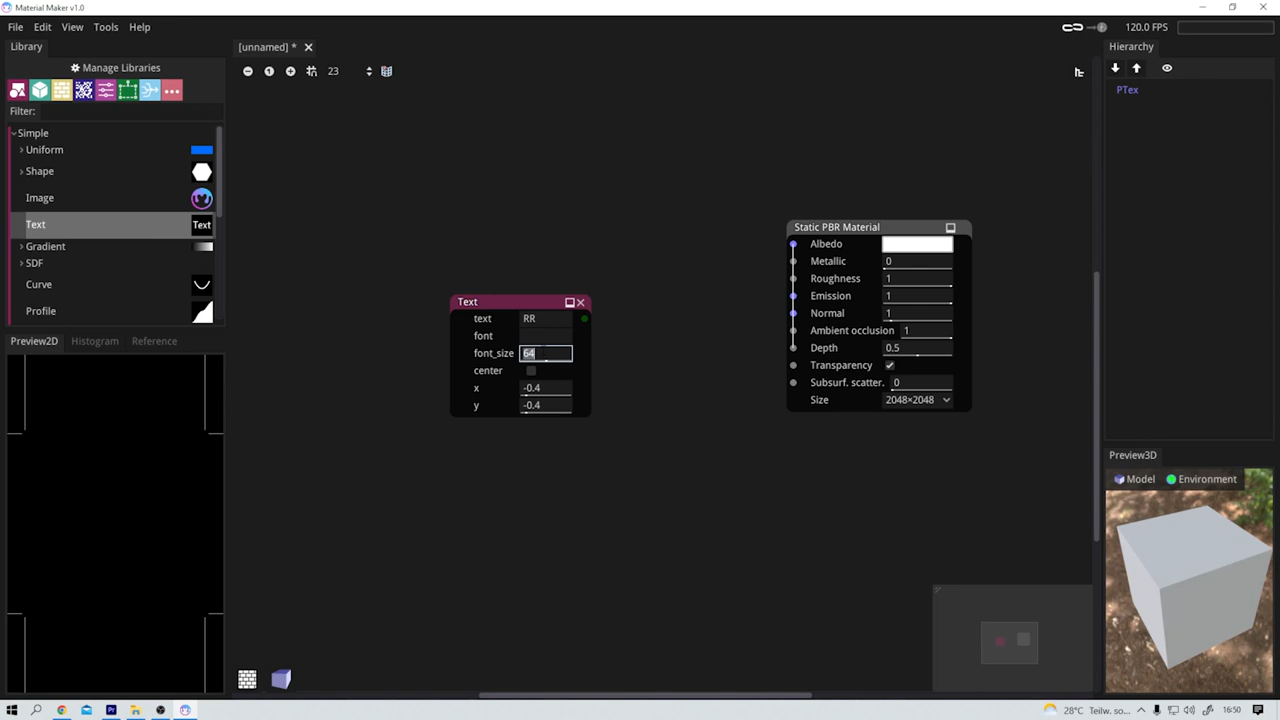 Material Maker v1.0
File Edit View Tools Help
120.0 FPS
Library
[unnamed] *
Hierarchy
Manage Libraries
23
Filter:
PTex
Simple
Uniform
Shape
Image
Text
Text
Gradient
SDF
Curve
Profile
Preview2D Histogram Reference
Text
text RR
font
font_size 64
center
x -0.4
y -0.4
Static PBR Material
Albedo
Metallic 0
Roughness 1
Emission 1
Normal 1
Ambient occlusion 1
Depth 0.5
Transparency
Subsurf. scatter. 0
Size 2048×2048
Preview3D
Model Environment
28°C Teilw. so...
16:50